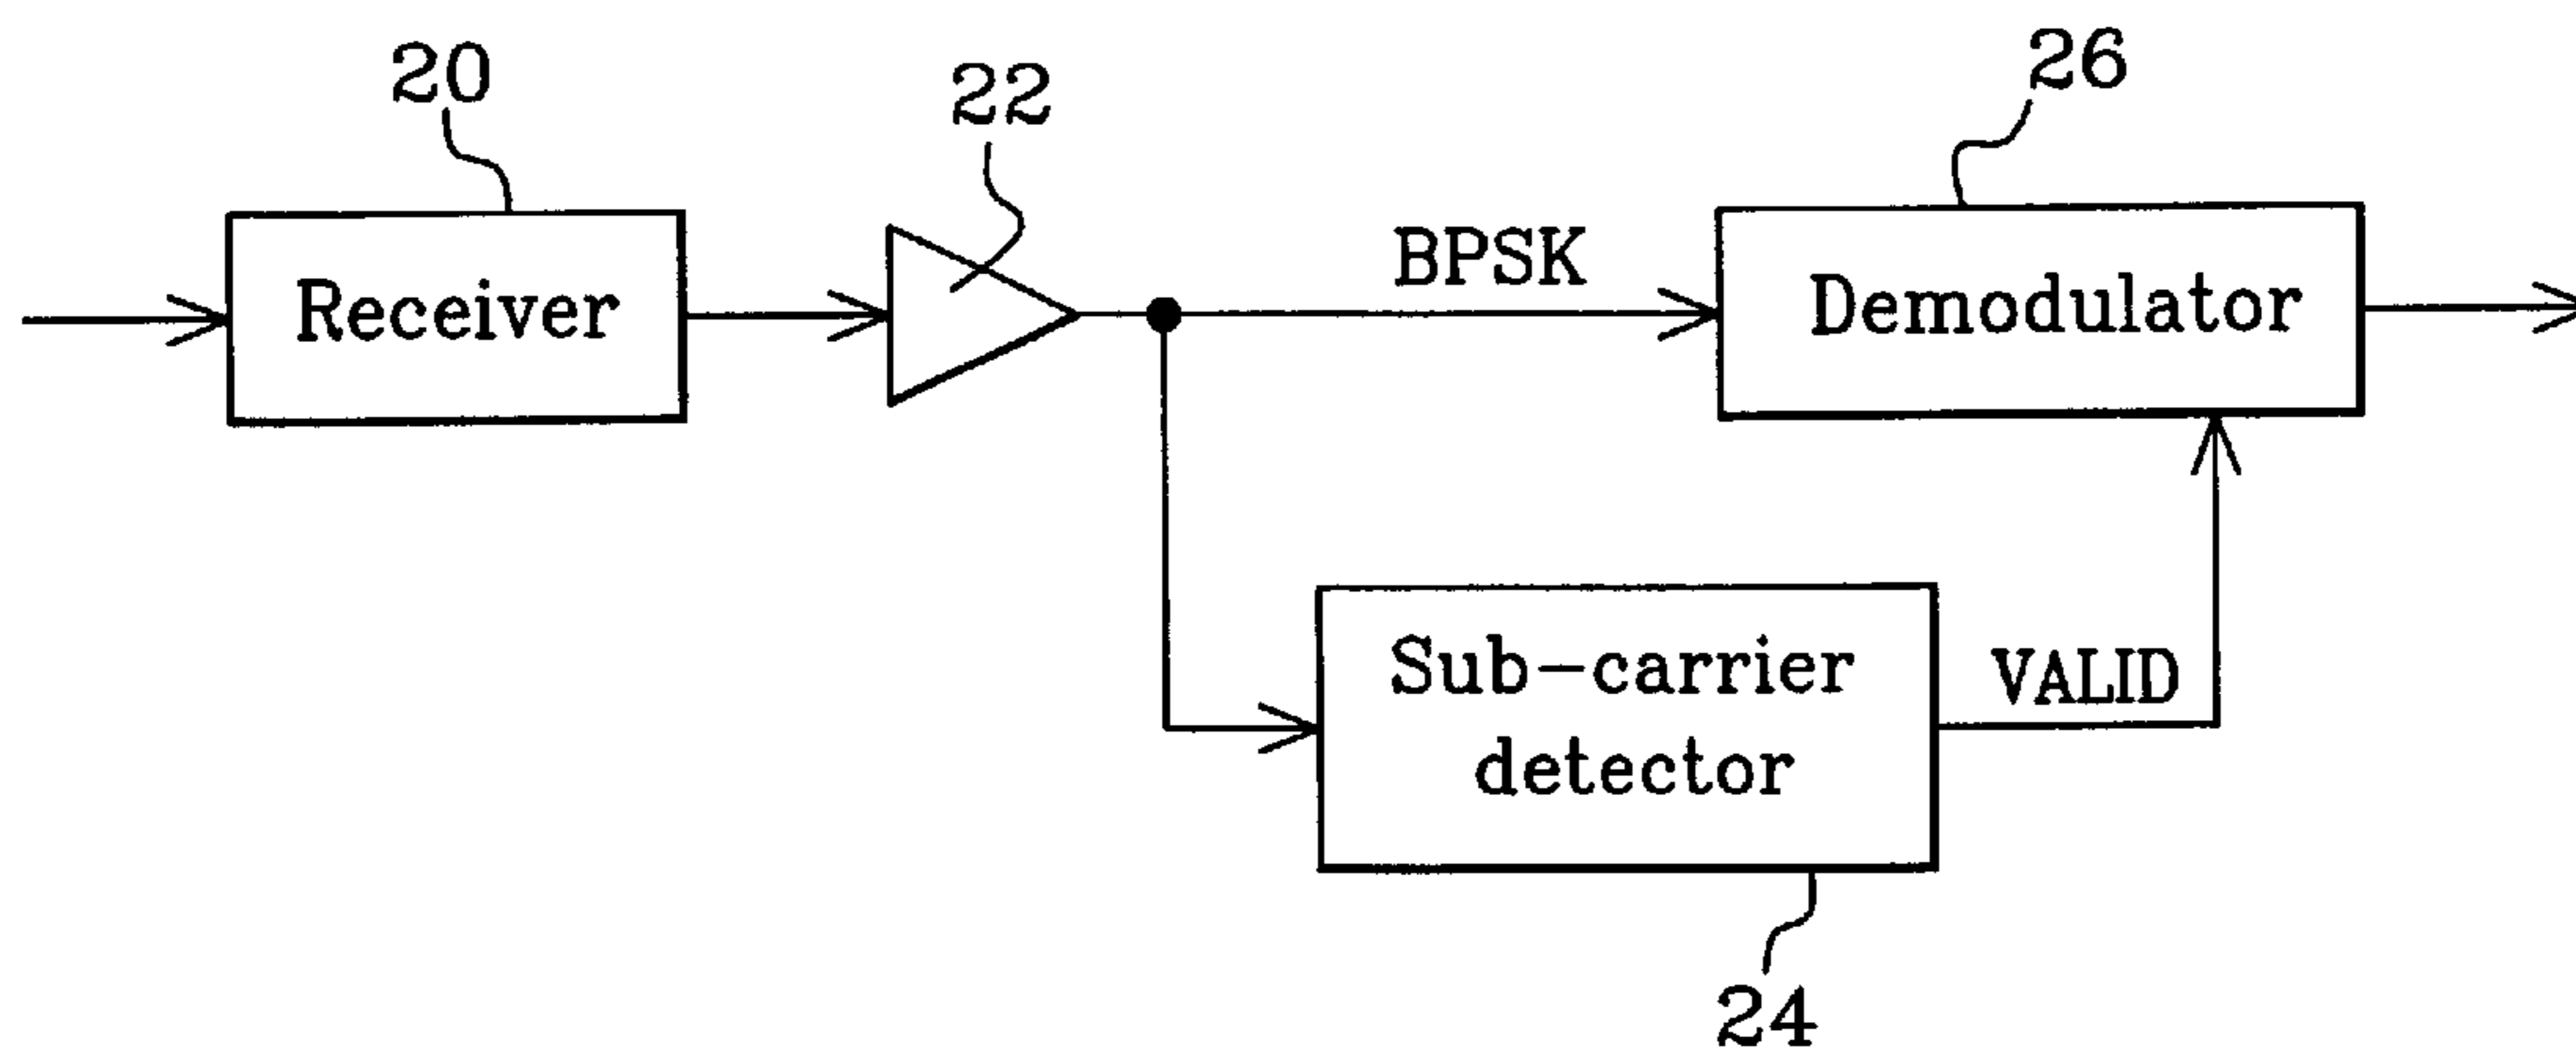 20
22
26
Receiver
BPSK
Demodulator
Sub-carrier
detector
VALID
24